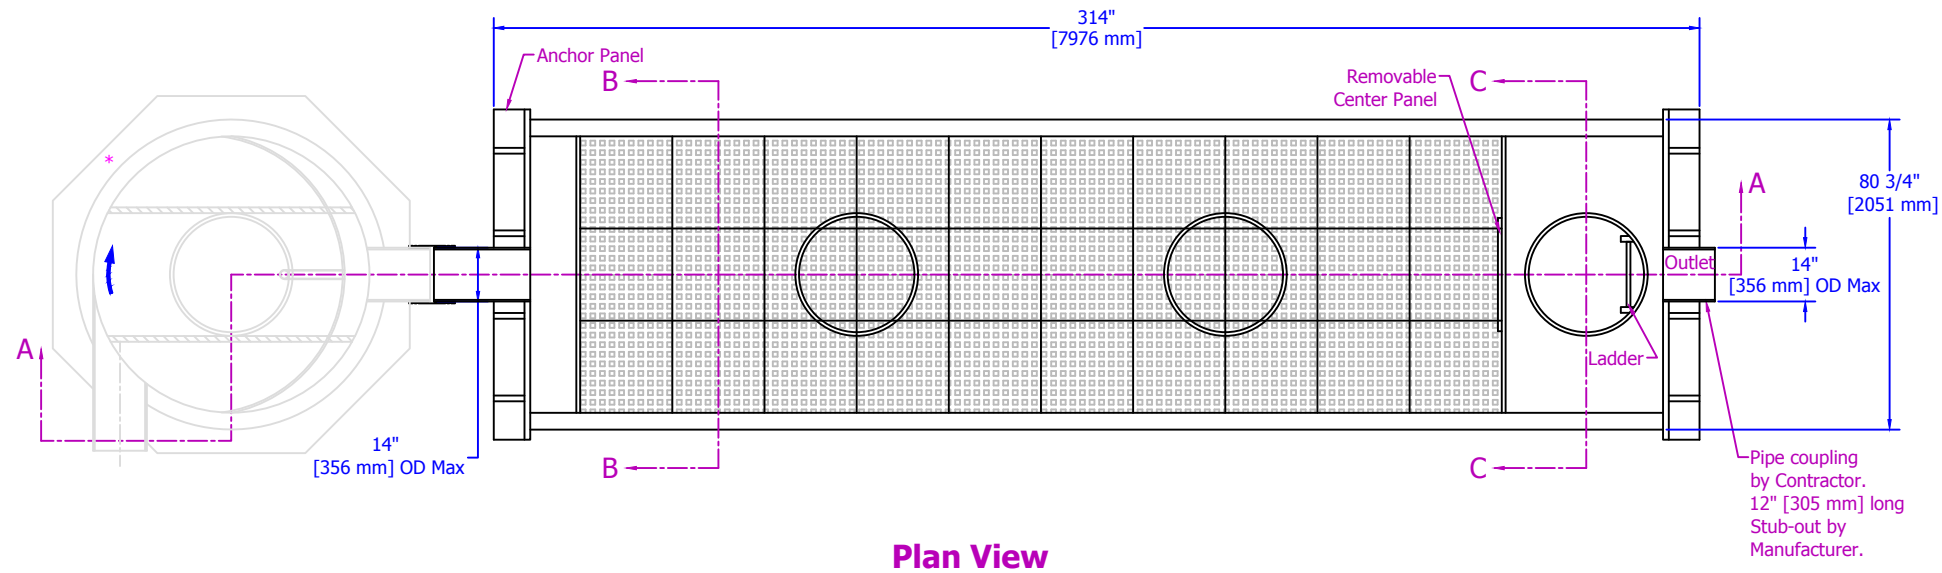 314"
[7976 mm]
Anchor Panel
B
Removable
Center Panel
C
*
A
80 3/4"
[2051 mm]
Outlet
14"
[356 mm] OD Max
A
Ladder
14"
[356 mm] OD Max
B
C
Pipe coupling
by Contractor.
12" [305 mm] long
Stub-out by
Manufacturer.
Plan View